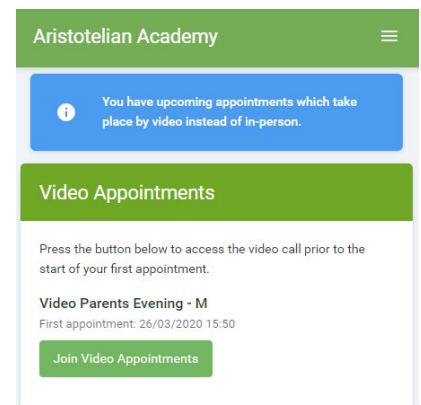 Aristotelian Academy
You have upcoming appointments which take
place by video instead of in-person.
Video Appointments
Press the button below to access the video call prior to the
start of your first appointment.
Video Parents Evening - M
First appointment: 26/03/2020 15:50
Join Video Appointments